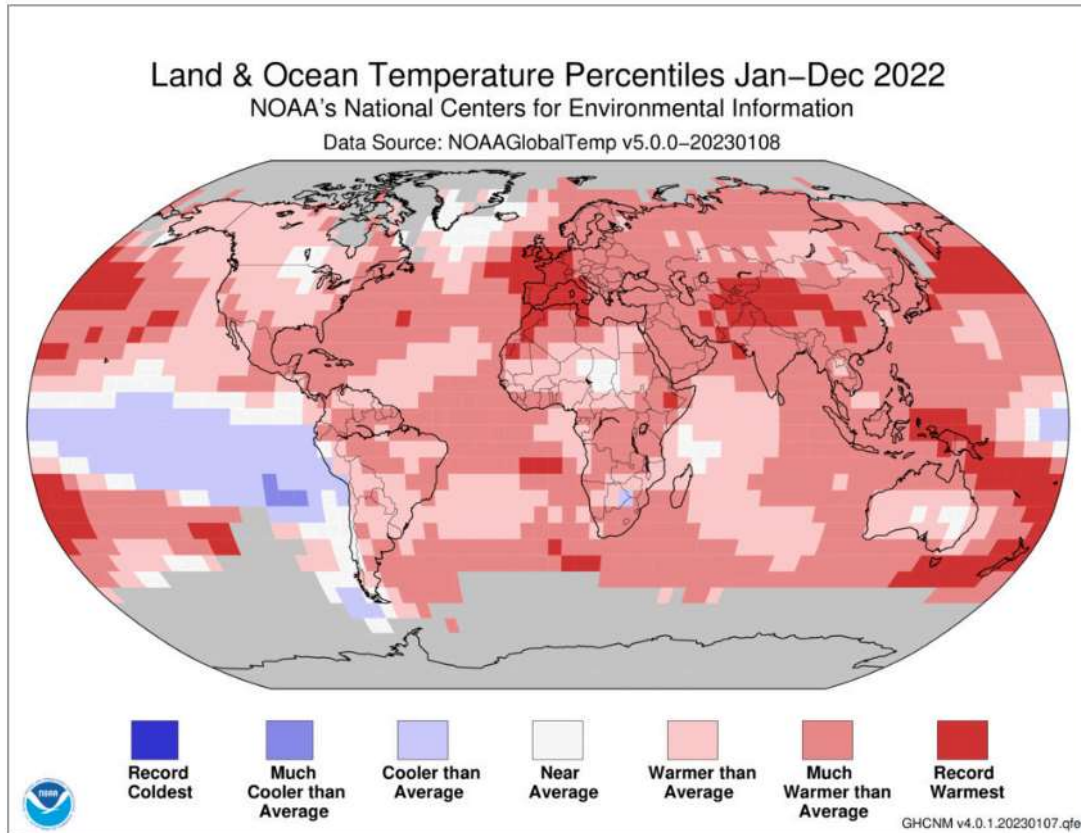 Land & Ocean Temperature Percentiles Jan–Dec 2022
NOAA's National Centers for Environmental Information
Data Source: NOAAGlobalTemp v5.0.0–20230108
Record
Coldest
Much
Cooler than
Average
Cooler than
Average
Near
Average
Warmer than
Average
Much
Warmer than
Average
Record
Warmest
NOAA
GHCNM v4.0.1.20230107.qfe